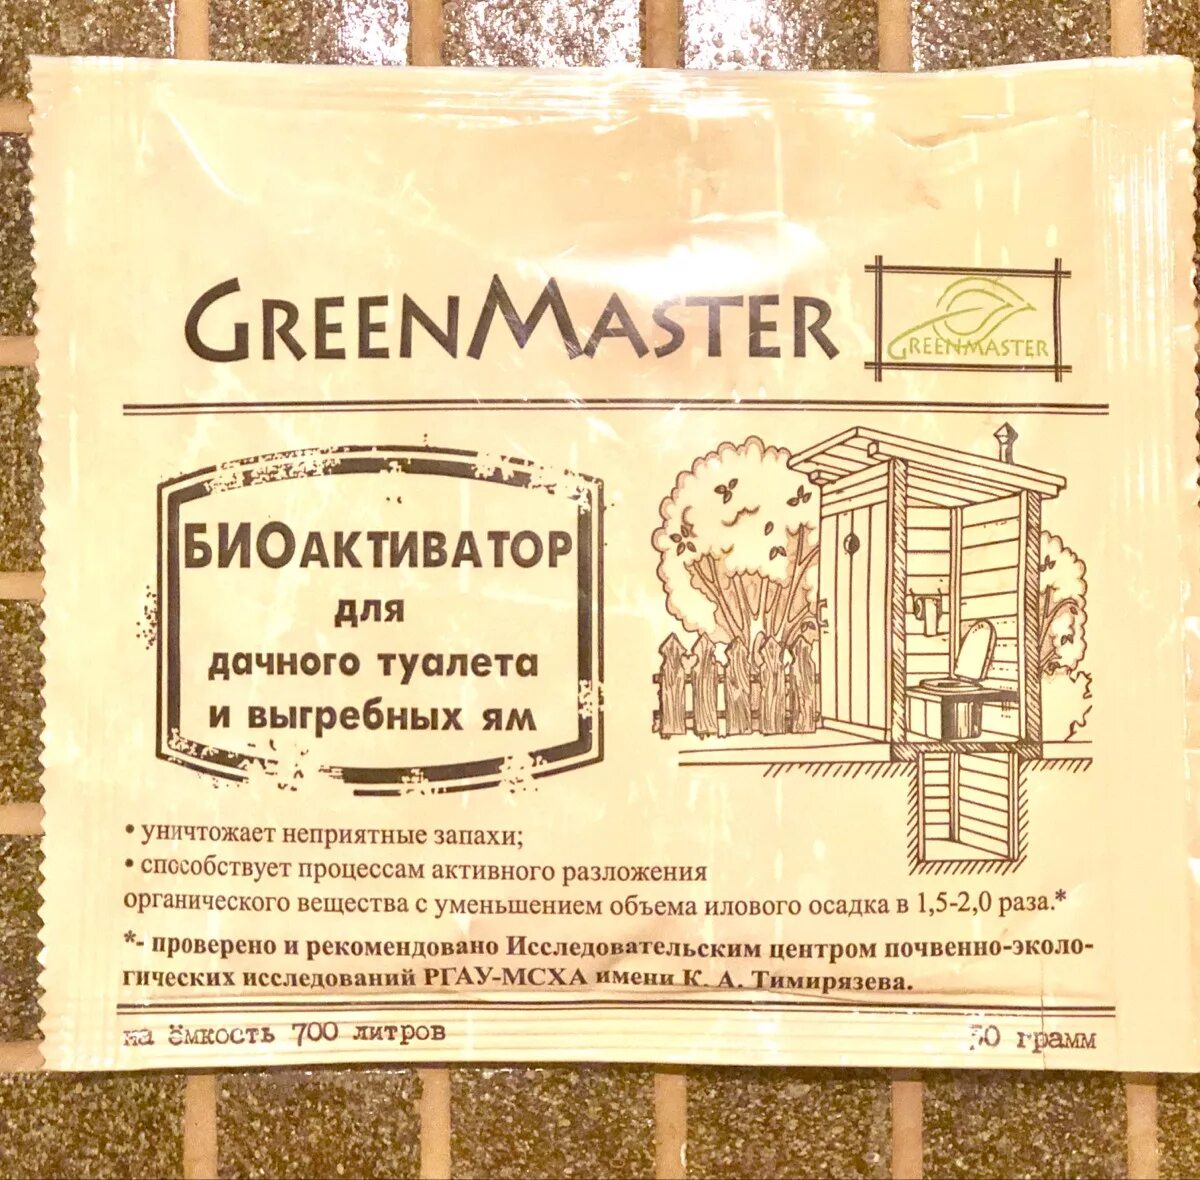 GREENMASTER
GREENMASTER
БИОАКТИВАТОР
для
дачного туалета
и выгребных ям
• уничтожает неприятные запахи;
• способствует процессам активного разложения
органического вещества с уменьшением объема илового осадка в 1,5-2,0 раза.*
*- проверено и рекомендовано Исследовательским центром почвенно-эколо-
гических исследований РГАУ-МСХА имени К. А. Тимирязева.
на ёмкость 700 литров
50 грамм